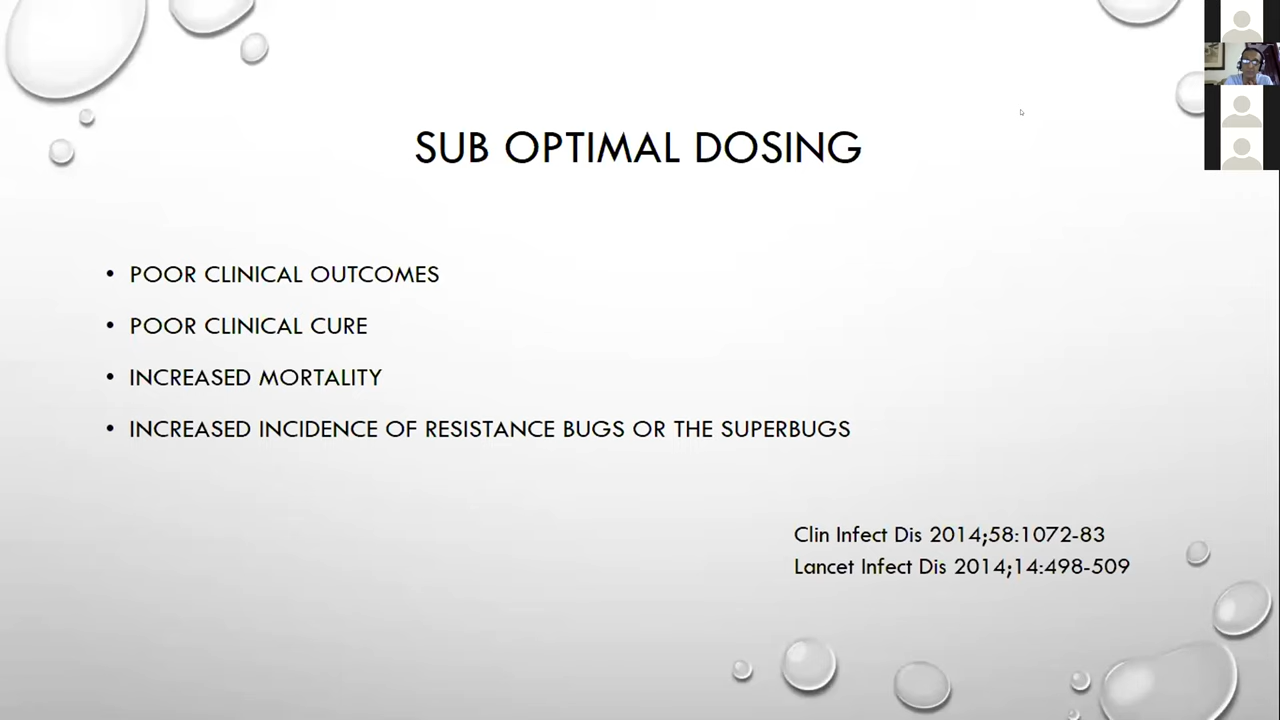 SUB OPTIMAL DOSING
• POOR CLINICAL OUTCOMES
• POOR CLINICAL CURE
• INCREASED MORTALITY
• INCREASED INCIDENCE OF RESISTANCE BUGS OR THE SUPERBUGS
Clin Infect Dis 2014;58:1072-83
Lancet Infect Dis 2014;14:498-509